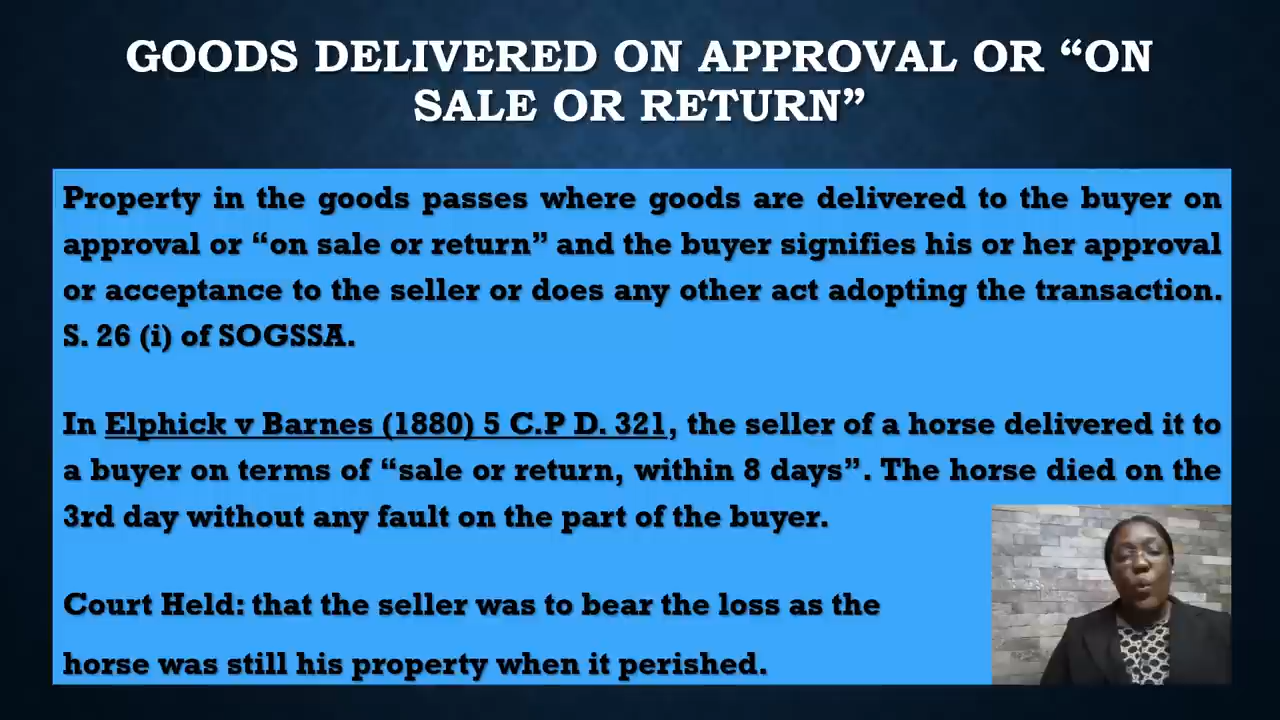 GOODS DELIVERED ON APPROVAL OR “ON
SALE OR RETURN”
Property in the goods passes where goods are delivered to the buyer on
approval or “on sale or return” and the buyer signifies his or her approval
or acceptance to the seller or does any other act adopting the transaction.
S. 26 (i) of SOGSSA.
In Elphick v Barnes (1880) 5 C.P D. 321, the seller of a horse delivered it to
a buyer on terms of “sale or return, within 8 days”. The horse died on the
3rd day without any fault on the part of the buyer.
Court Held: that the seller was to bear the loss as the
horse was still his property when it perished.